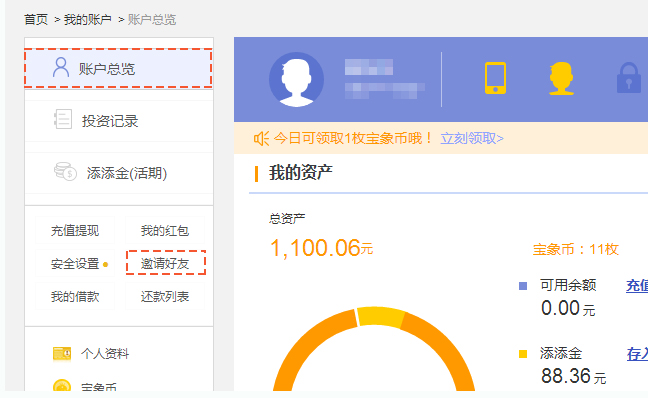 首页 > 我的账户 > 账户总览
账户总览
投资记录
添添金(活期)
充值提现 我的红包
安全设置 邀请好友
我的借款 还款列表
个人资料
宝象币
今日可领取1枚宝象币哦！ 立刻领取>
我的资产
总资产
1,100.06元
宝象币：11枚
可用余额 充值
0.00元
添添金 存入
88.36元